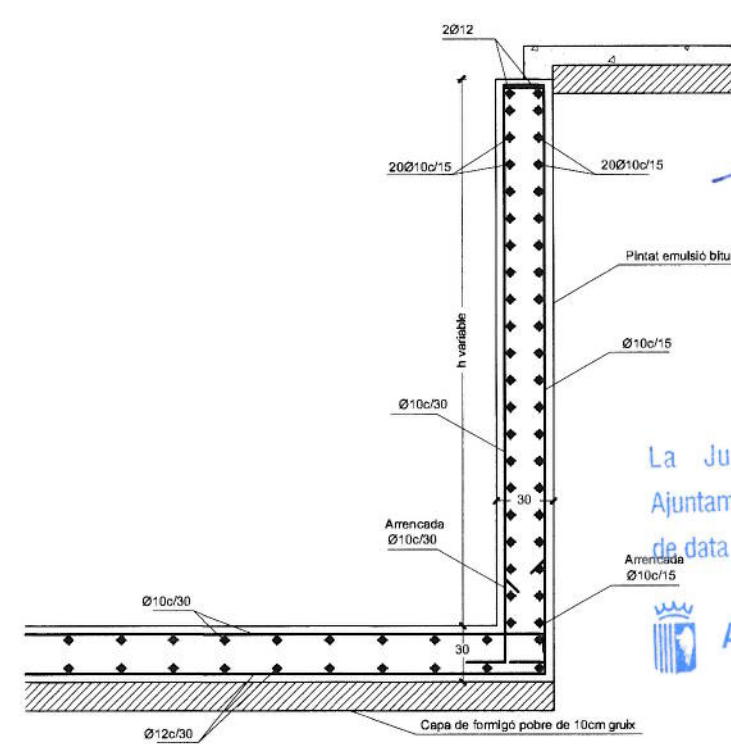 2Ø12
20Ø10c/15
20Ø10c/15
Pintat emulsió bitu
h variable
Ø10c/15
Ø10c/30
La Ju
30
Ajuntam
Arrencada
Ø10c/30
de data
Arrencada
Ø10c/15
Ø10c/30
30
A
Ø12c/30
Capa de formigó pobre de 10cm gruix